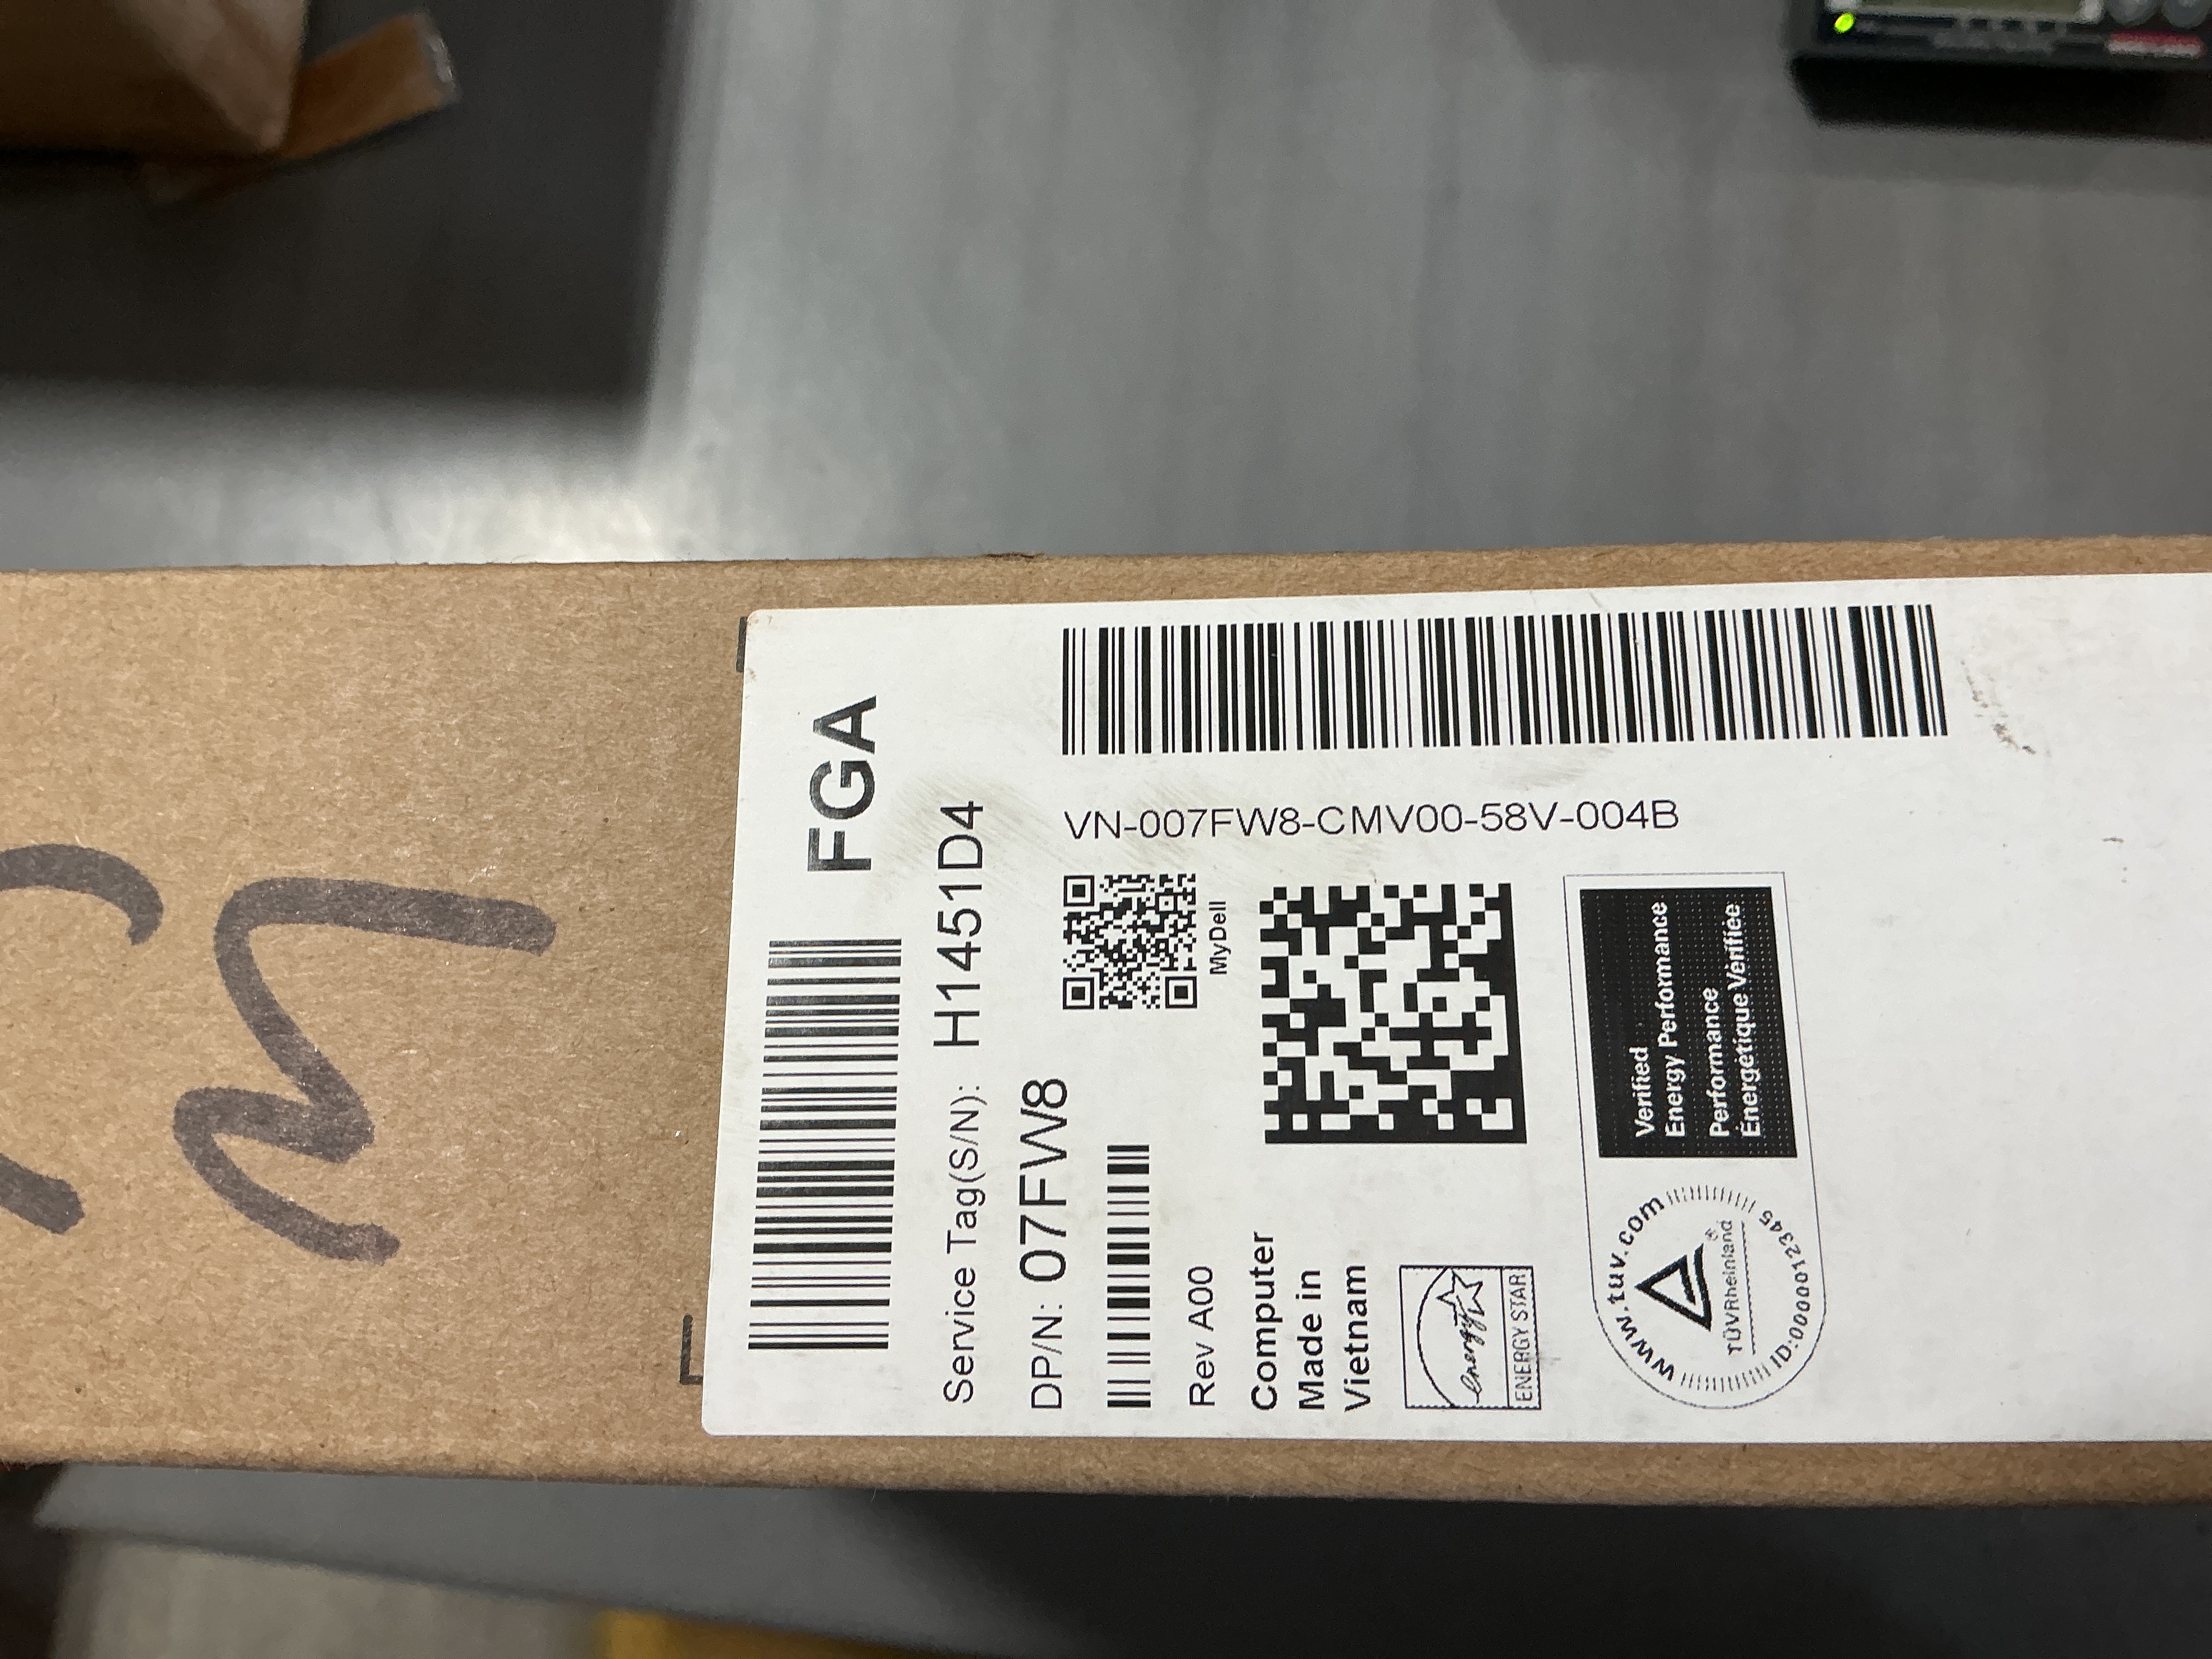 FGA
Service Tag(S/N): H1451D4
DP/N: 07FW8
MyDell
VN-007FW8-CMV00-58V-004B
Rev A00
Computer
Made in
Vietnam
energy
ENERGY STAR
www.tuv.com
TÜVRheinland®
ID:0000012345
Verified
Energy Performance
Performance
Énergétique Vérifiée